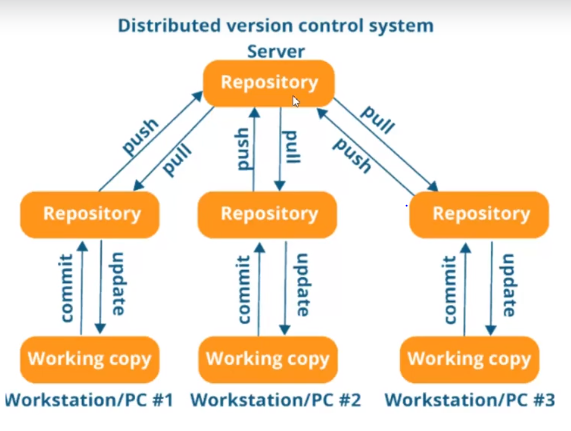 Distributed version control system
Server
Repository
push
pull
push
pull
pull
push
Repository
Repository
Repository
commit
update
commit
update
commit
update
Working copy
Working copy
Working copy
Workstation/PC #1
Workstation/PC #2
Workstation/PC #3